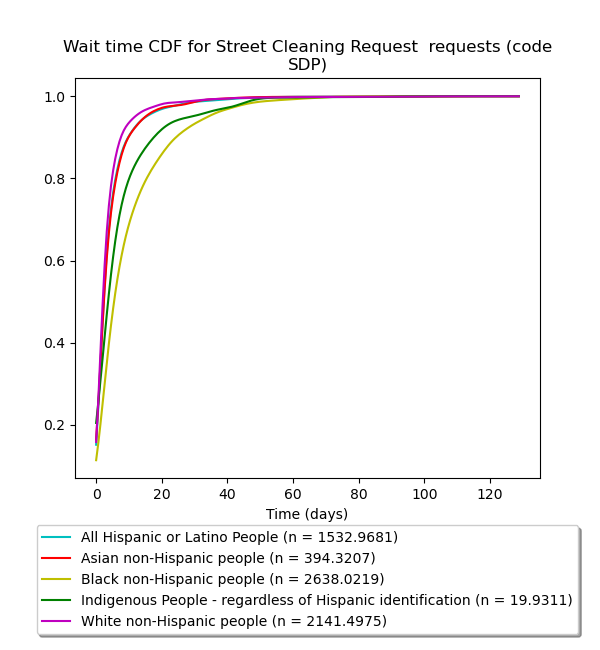 Wait time CDF for Street Cleaning Request  requests (code
SDP)
1.0
0.8
0.6
0.4
0.2
0 20 40 60 80 100 120
Time (days)
All Hispanic or Latino People (n = 1532.9681)
Asian non-Hispanic people (n = 394.3207)
Black non-Hispanic people (n = 2638.0219)
Indigenous People - regardless of Hispanic identification (n = 19.9311)
White non-Hispanic people (n = 2141.4975)